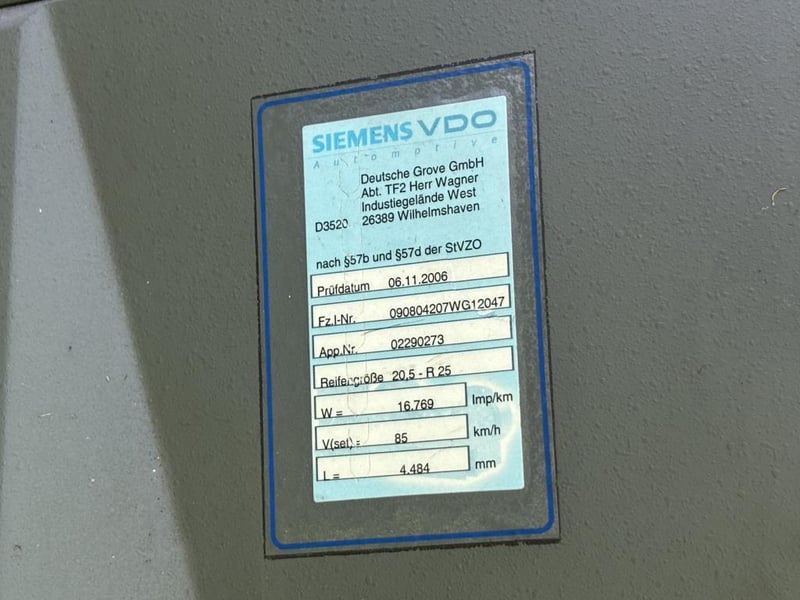 SIEMENS VDO
Automotive
Deutsche Grove GmbH
Abt. TF2 Herr Wagner
Industiegelände West
D3520 26389 Wilhelmshaven
nach §57b und §57d der StVZO
Prüfdatum 06.11.2006
Fz.I-Nr. 090804207WG12047
App.Nr. 02290273
Reifengröße 20,5 - R 25
W = 16.769 Imp/km
V(set) = 85 km/h
L = 4.484 mm